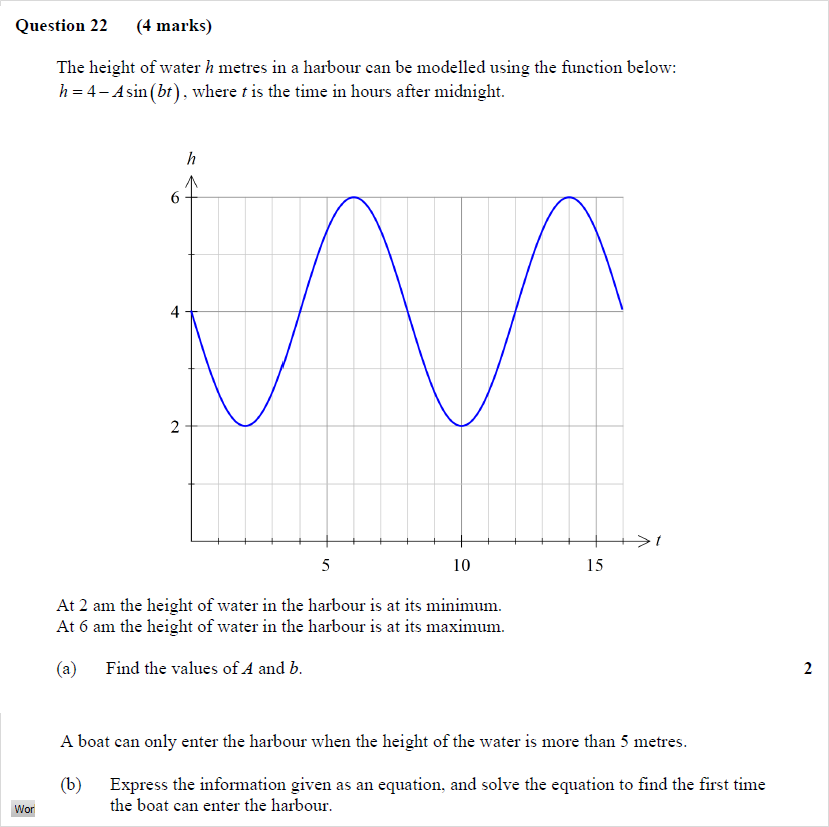 Question 22 (4 marks)
The height of water h metres in a harbour can be modelled using the function below:
h = 4 − A sin(bt), where t is the time in hours after midnight.
h
6
4
2
t
5 10 15
At 2 am the height of water in the harbour is at its minimum.
At 6 am the height of water in the harbour is at its maximum.
(a) Find the values of A and b. 2
A boat can only enter the harbour when the height of the water is more than 5 metres.
(b) Express the information given as an equation, and solve the equation to find the first time
the boat can enter the harbour.
Wor